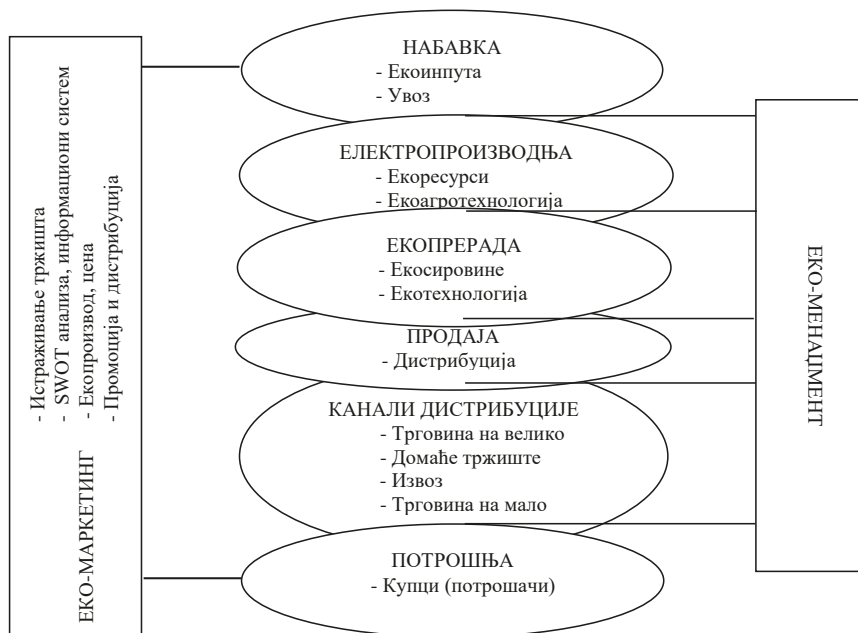 НАБАВКА
- Екоинпута
- Увоз
ЕЛЕКТРОПРОИЗВОДЊА
- Екоресурси
- Екоагротехнологија
ЕКОПРЕРАДА
- Екосировине
- Екотехнологија
ПРОДАЈА
- Дистрибуција
КАНАЛИ ДИСТРИБУЦИЈЕ
- Трговина на велико
- Домаће тржиште
- Извоз
- Трговина на мало
ПОТРОШЊА
- Купци (потрошачи)
- Истраживање тржишта
- SWOT анализа, информациони систем
- Екопроизвод, цена
- Промоција и дистрибуција
ЕКО-МАРКЕТИНГ
ЕКО-МЕНАЏМЕНТ